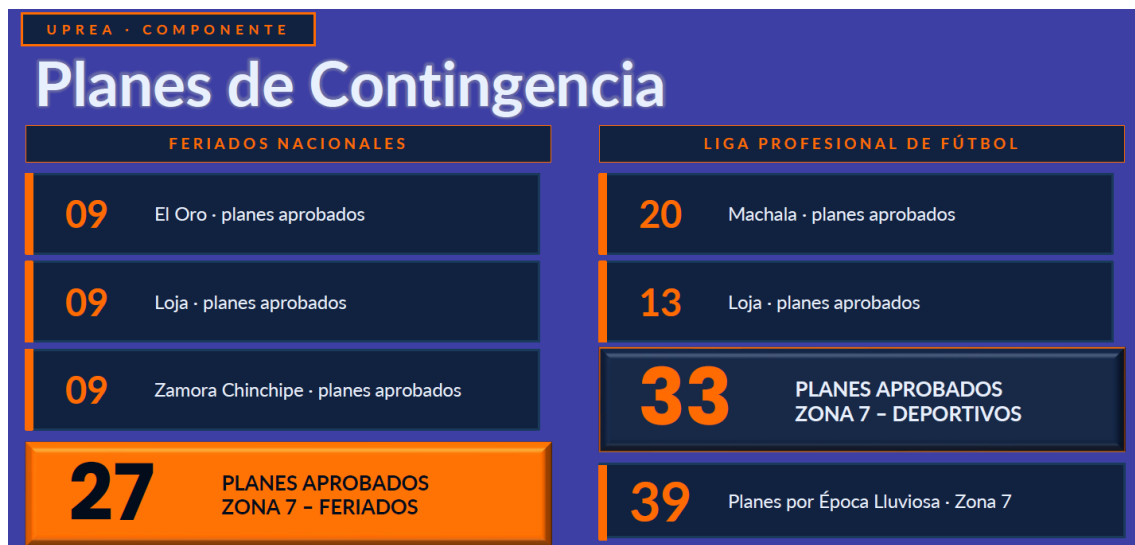 UPREA · COMPONENTE
Planes de Contingencia
FERIADOS NACIONALES
09 El Oro · planes aprobados
09 Loja · planes aprobados
09 Zamora Chinchipe · planes aprobados
27 PLANES APROBADOS
ZONA 7 – FERIADOS
LIGA PROFESIONAL DE FÚTBOL
20 Machala · planes aprobados
13 Loja · planes aprobados
33 PLANES APROBADOS
ZONA 7 – DEPORTIVOS
39 Planes por Época Lluviosa · Zona 7